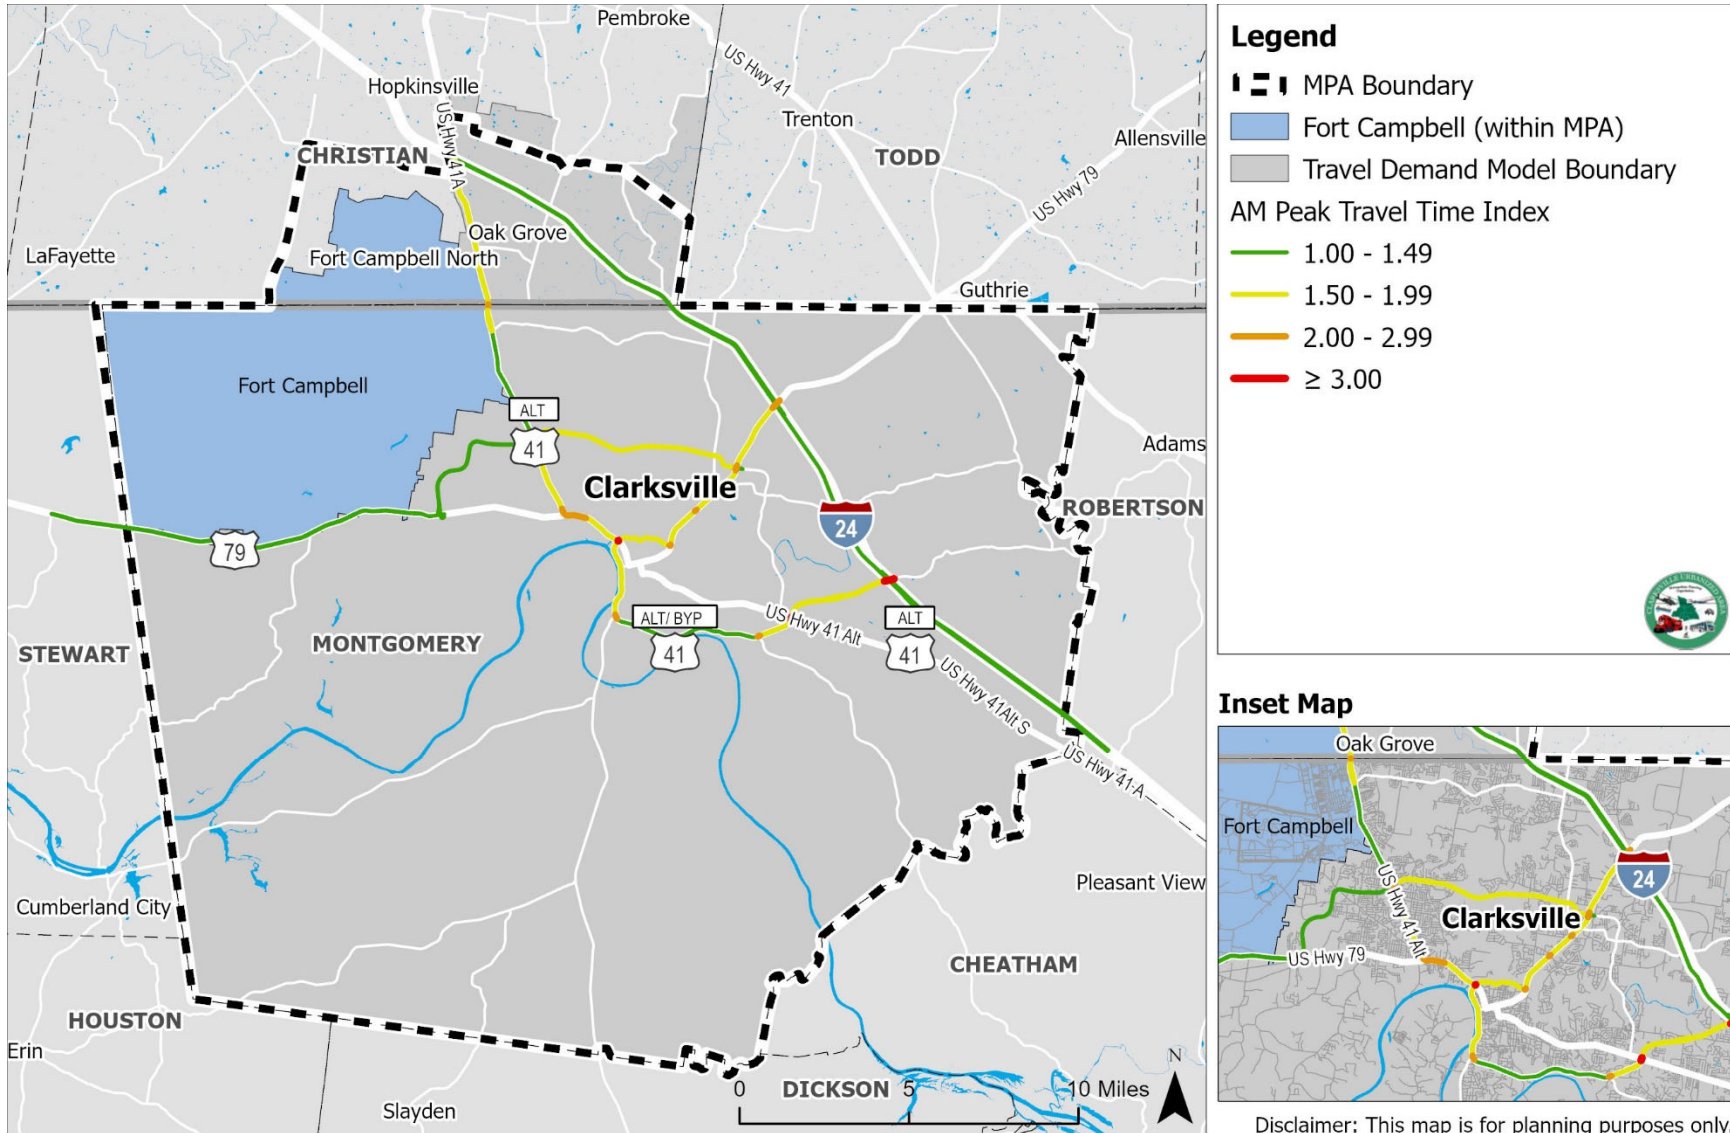 Pembroke
US Hwy 41
Hopkinsville
US Hwy 41A
Trenton
Allensville
CHRISTIAN
TODD
US Hwy 79
Oak Grove
LaFayette
Fort Campbell North
Guthrie
Fort Campbell
ALT
41
Adams
Clarksville
ROBERTSON
24
79
ALT/ BYP
41
US Hwy 41 Alt
ALT
41
MONTGOMERY
STEWART
US Hwy 41Alt S
US Hwy 41 A
Pleasant View
Cumberland City
CHEATHAM
HOUSTON
Erin
N
0
5
10 Miles
DICKSON
Slayden
Legend
MPA Boundary
Fort Campbell (within MPA)
Travel Demand Model Boundary
AM Peak Travel Time Index
1.00 - 1.49
1.50 - 1.99
2.00 - 2.99
≥ 3.00
Inset Map
Oak Grove
Fort Campbell
24
US Hwy 41 Alt
Clarksville
US Hwy 79
Disclaimer: This map is for planning purposes only